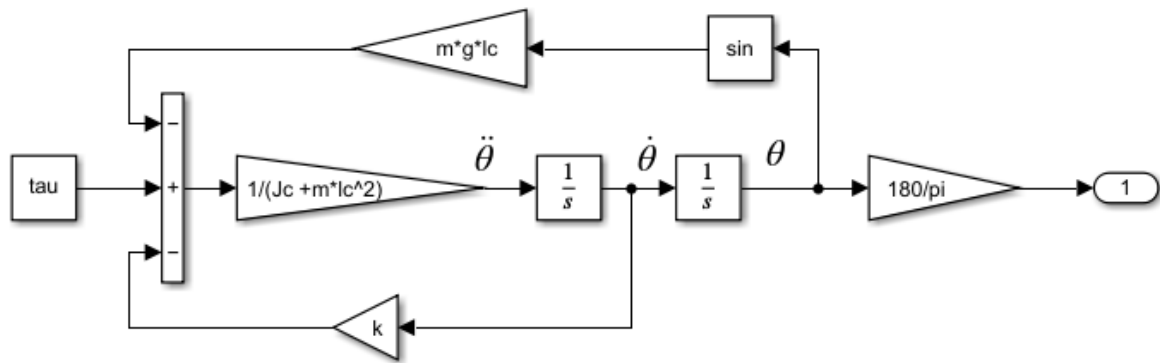 m*g*lc
sin
−
tau
+
1/(Jc +m*lc^2)
θ̈
1
s
θ̇
1
s
θ
180/pi
1
−
k